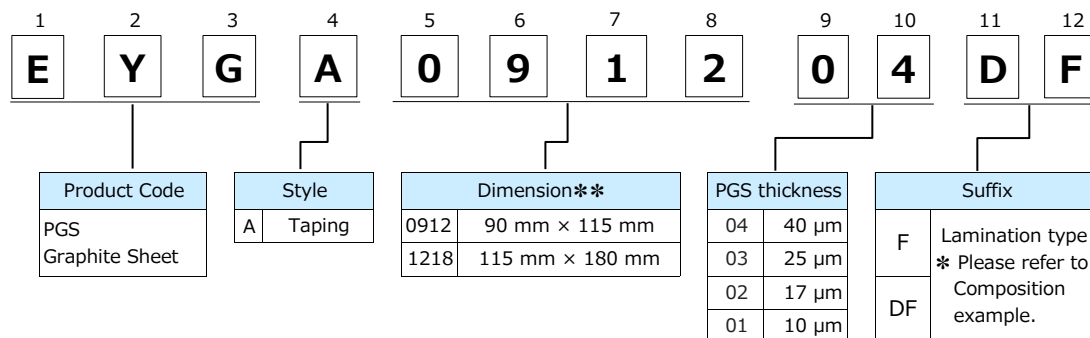 1 2 3 4 5 6 7 8 9 10 11 12
E Y G A 0 9 1 2 0 4 D F
Product Code
PGS
Graphite Sheet
Style
A Taping
Dimension✻✻
0912 90 mm × 115 mm
1218 115 mm × 180 mm
PGS thickness
04 40 µm
03 25 µm
02 17 µm
01 10 µm
Suffix
F
DF
Lamination type
✻ Please refer to
Composition
example.